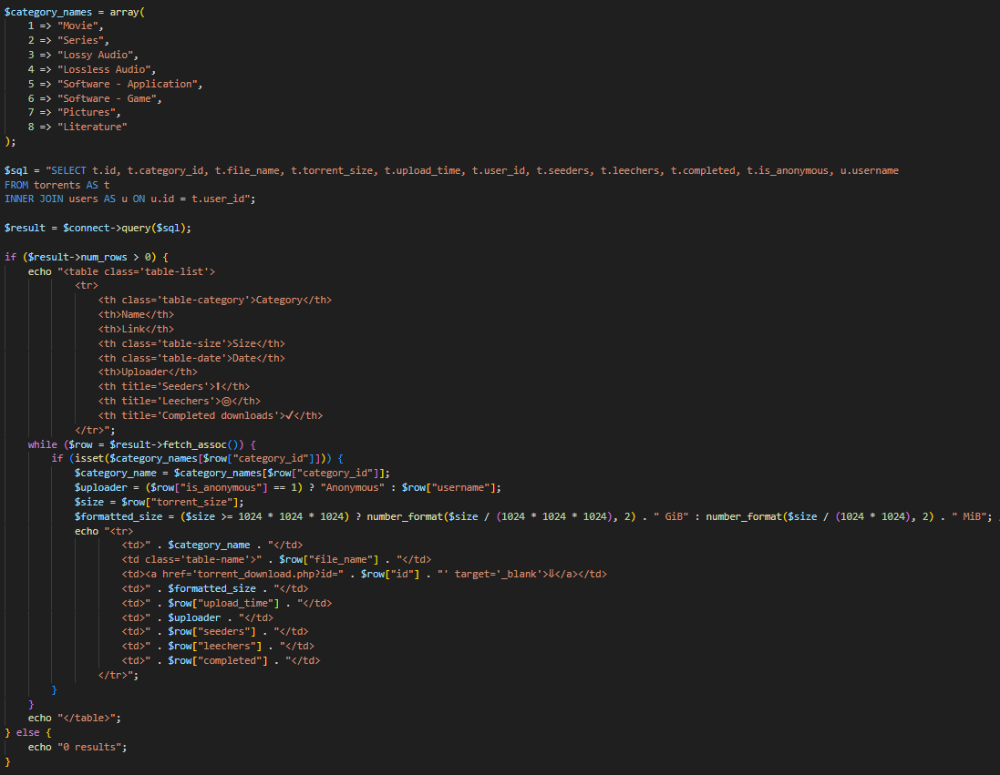 $category_names = array(
    1 => "Movie",
    2 => "Series",
    3 => "Lossy Audio",
    4 => "Lossless Audio",
    5 => "Software - Application",
    6 => "Software - Game",
    7 => "Pictures",
    8 => "Literature"
);

$sql = "SELECT t.id, t.category_id, t.file_name, t.torrent_size, t.upload_time, t.user_id, t.seeders, t.leechers, t.completed, t.is_anonymous, u.username
FROM torrents AS t
INNER JOIN users AS u ON u.id = t.user_id";

$result = $connect->query($sql);

if ($result->num_rows > 0) {
    echo "<table class='table-list'>
            <tr>
                <th class='table-category'>Category</th>
                <th>Name</th>
                <th>Link</th>
                <th class='table-size'>Size</th>
                <th class='table-date'>Date</th>
                <th>Uploader</th>
                <th title='Seeders'>⭡</th>
                <th title='Leechers'>◎</th>
                <th title='Completed downloads'>✓</th>
            </tr>";
    while ($row = $result->fetch_assoc()) {
        if (isset($category_names[$row["category_id"]])) {
            $category_name = $category_names[$row["category_id"]];
            $uploader = ($row["is_anonymous"] == 1) ? "Anonymous" : $row["username"];
            $size = $row["torrent_size"];
            $formatted_size = ($size >= 1024 * 1024 * 1024) ? number_format($size / (1024 * 1024 * 1024), 2) . " GiB" : number_format($size / (1024 * 1024), 2) . " MiB";
            echo "<tr>
                    <td>" . $category_name . "</td>
                    <td class='table-name'>" . $row["file_name"] . "</td>
                    <td><a href='torrent_download.php?id=" . $row["id"] . "' target='_blank'>⇓</a></td>
                    <td>" . $formatted_size . "</td>
                    <td>" . $row["upload_time"] . "</td>
                    <td>" . $uploader . "</td>
                    <td>" . $row["seeders"] . "</td>
                    <td>" . $row["leechers"] . "</td>
                    <td>" . $row["completed"] . "</td>
                </tr>";
        }
    }
    echo "</table>";
} else {
    echo "0 results";
}